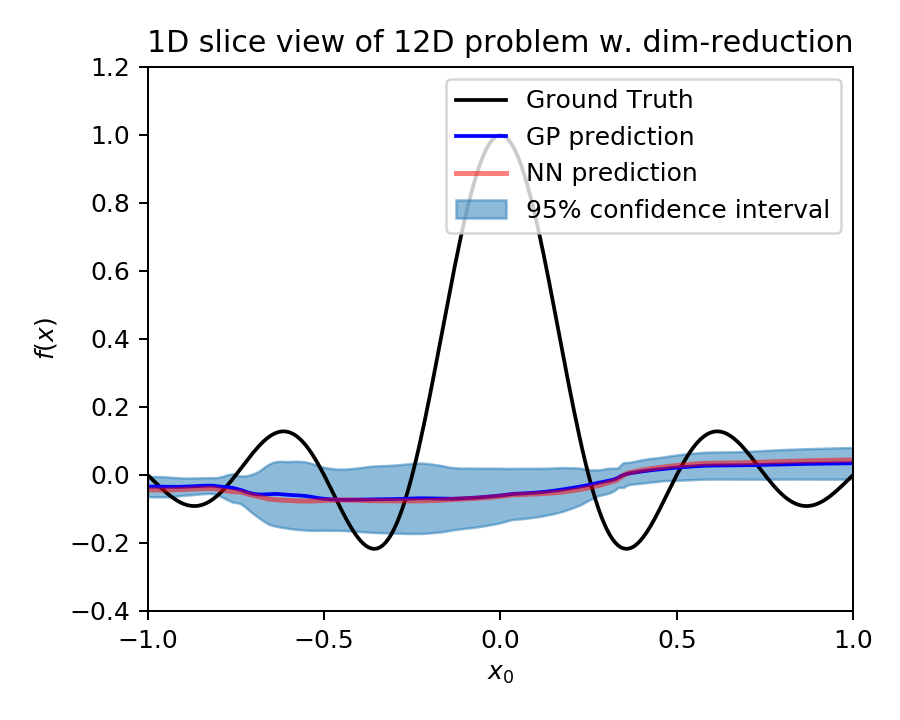 1D slice view of 12D problem w. dim-reduction
1.2
1.0
0.8
0.6
0.4
0.2
0.0
−0.2
−0.4
f(x)
Ground Truth
GP prediction
NN prediction
95% confidence interval
−1.0
−0.5
0.0
0.5
1.0
x₀